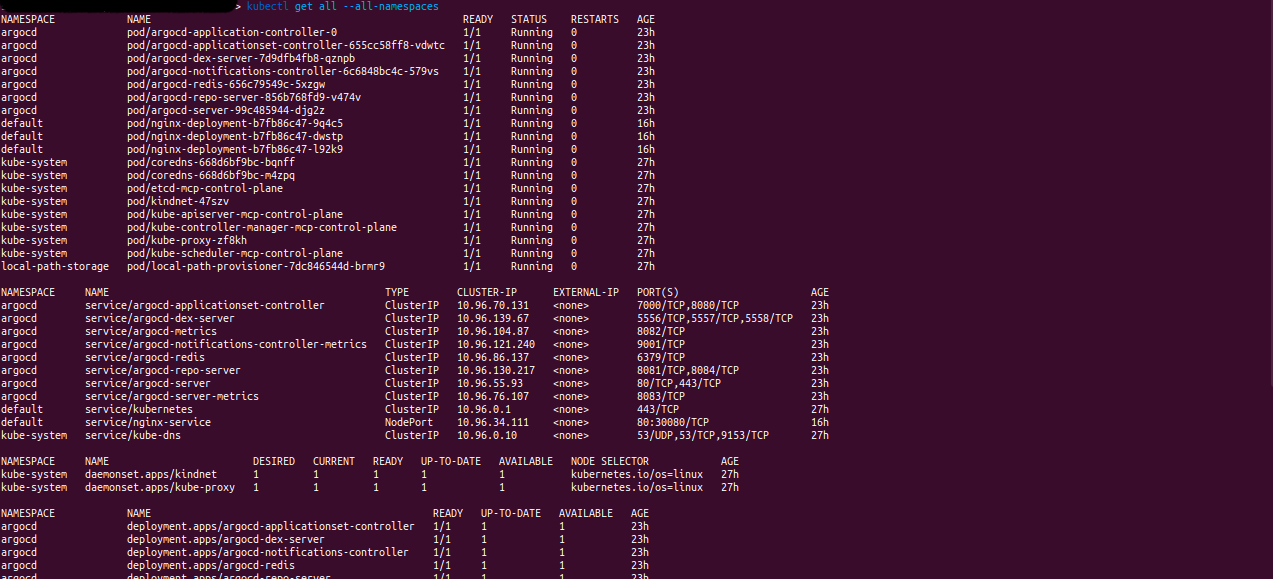 > kubectl get all --all-namespaces
NAMESPACE NAME READY STATUS RESTARTS AGE
argocd pod/argocd-application-controller-0 1/1 Running 0 23h
argocd pod/argocd-applicationset-controller-655cc58ff8-vdwtc 1/1 Running 0 23h
argocd pod/argocd-dex-server-7d9dfb4fb8-qznpb 1/1 Running 0 23h
argocd pod/argocd-notifications-controller-6c6848bc4c-579vs 1/1 Running 0 23h
argocd pod/argocd-redis-656c79549c-5xzgw 1/1 Running 0 23h
argocd pod/argocd-repo-server-856b768fd9-v474v 1/1 Running 0 23h
argocd pod/argocd-server-99c485944-djg2z 1/1 Running 0 23h
default pod/nginx-deployment-b7fb86c47-9q4c5 1/1 Running 0 16h
default pod/nginx-deployment-b7fb86c47-dwstp 1/1 Running 0 16h
default pod/nginx-deployment-b7fb86c47-l92k9 1/1 Running 0 16h
kube-system pod/coredns-668d6bf9bc-bqnff 1/1 Running 0 27h
kube-system pod/coredns-668d6bf9bc-m4zpq 1/1 Running 0 27h
kube-system pod/etcd-mcp-control-plane 1/1 Running 0 27h
kube-system pod/kindnet-47szv 1/1 Running 0 27h
kube-system pod/kube-apiserver-mcp-control-plane 1/1 Running 0 27h
kube-system pod/kube-controller-manager-mcp-control-plane 1/1 Running 0 27h
kube-system pod/kube-proxy-zf8kh 1/1 Running 0 27h
kube-system pod/kube-scheduler-mcp-control-plane 1/1 Running 0 27h
local-path-storage pod/local-path-provisioner-7dc846544d-brmr9 1/1 Running 0 27h
NAMESPACE NAME TYPE CLUSTER-IP EXTERNAL-IP PORT(S) AGE
argocd service/argocd-applicationset-controller ClusterIP 10.96.70.131 <none> 7000/TCP,8080/TCP 23h
argocd service/argocd-dex-server ClusterIP 10.96.139.67 <none> 5556/TCP,5557/TCP,5558/TCP 23h
argocd service/argocd-metrics ClusterIP 10.96.104.87 <none> 8082/TCP 23h
argocd service/argocd-notifications-controller-metrics ClusterIP 10.96.121.240 <none> 9001/TCP 23h
argocd service/argocd-redis ClusterIP 10.96.86.137 <none> 6379/TCP 23h
argocd service/argocd-repo-server ClusterIP 10.96.130.217 <none> 8081/TCP,8084/TCP 23h
argocd service/argocd-server ClusterIP 10.96.55.93 <none> 80/TCP,443/TCP 23h
argocd service/argocd-server-metrics ClusterIP 10.96.76.107 <none> 8083/TCP 23h
default service/kubernetes ClusterIP 10.96.0.1 <none> 443/TCP 27h
default service/nginx-service NodePort 10.96.34.111 <none> 80:30080/TCP 16h
kube-system service/kube-dns ClusterIP 10.96.0.10 <none> 53/UDP,53/TCP,9153/TCP 27h
NAMESPACE NAME DESIRED CURRENT READY UP-TO-DATE AVAILABLE NODE SELECTOR AGE
kube-system daemonset.apps/kindnet 1 1 1 1 1 kubernetes.io/os=linux 27h
kube-system daemonset.apps/kube-proxy 1 1 1 1 1 kubernetes.io/os=linux 27h
NAMESPACE NAME READY UP-TO-DATE AVAILABLE AGE
argocd deployment.apps/argocd-applicationset-controller 1/1 1 1 23h
argocd deployment.apps/argocd-dex-server 1/1 1 1 23h
argocd deployment.apps/argocd-notifications-controller 1/1 1 1 23h
argocd deployment.apps/argocd-redis 1/1 1 1 23h
argocd deployment.apps/argocd-repo-server 1/1 1 1 23h